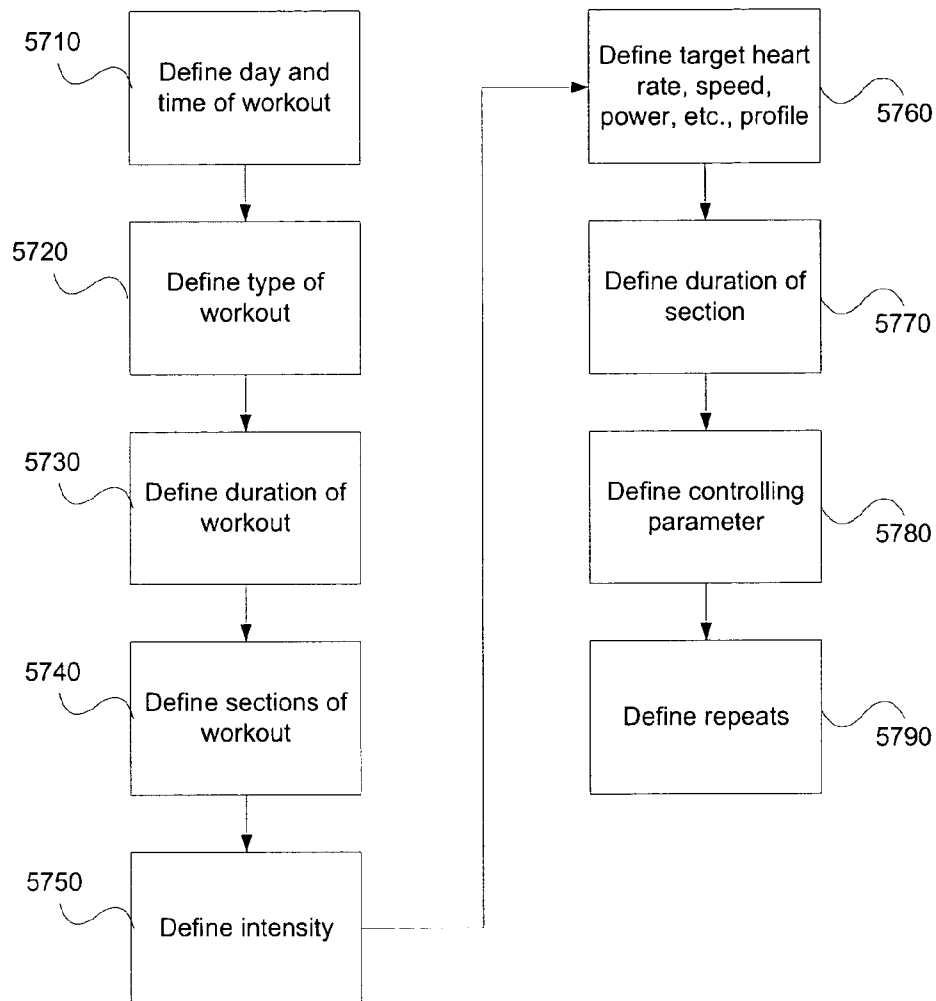 5710
Define day and
time of workout
5720
Define type of
workout
5730
Define duration of
workout
5740
Define sections of
workout
5750
Define intensity
Define target heart
rate, speed,
power, etc., profile
5760
Define duration of
section
5770
Define controlling
parameter
5780
Define repeats
5790